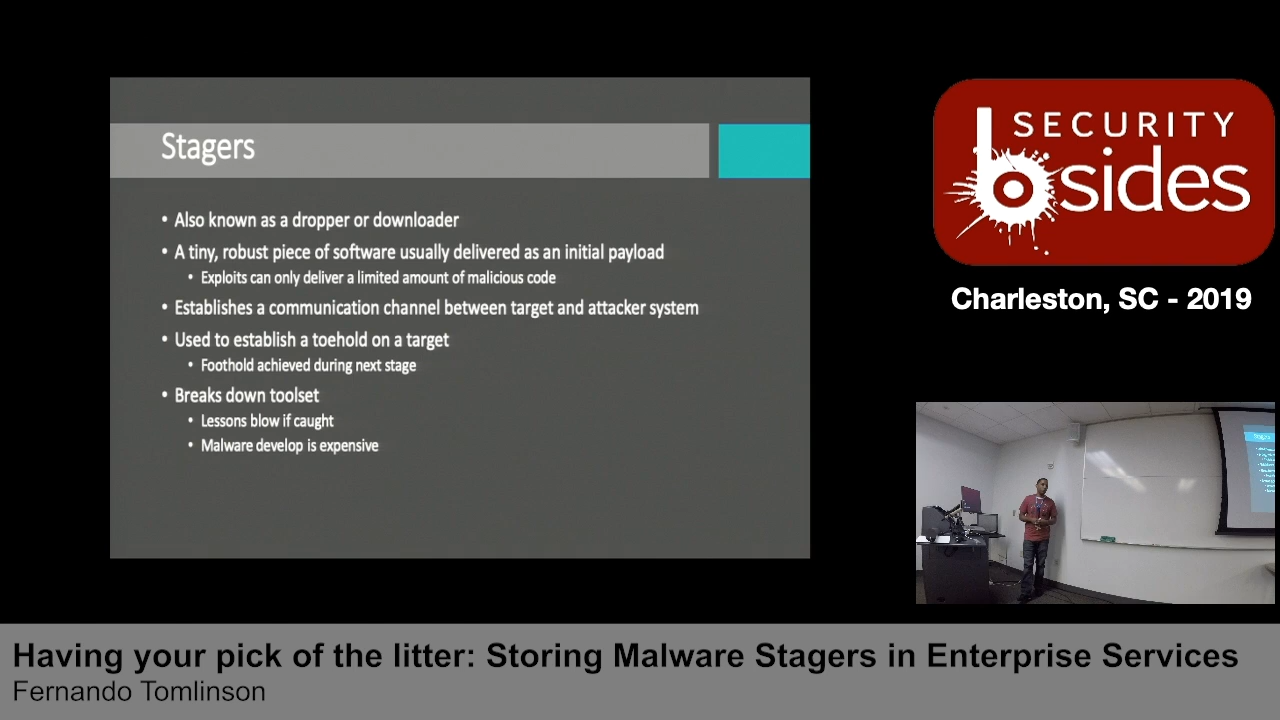 Stagers
• Also known as a dropper or downloader
• A tiny, robust piece of software usually delivered as an initial payload
• Exploits can only deliver a limited amount of malicious code
• Establishes a communication channel between target and attacker system
• Used to establish a toehold on a target
• Foothold achieved during next stage
• Breaks down toolset
• Lessons blow if caught
• Malware develop is expensive
SECURITY
bsides
Charleston, SC - 2019
Stagers
Having your pick of the litter: Storing Malware Stagers in Enterprise Services
Fernando Tomlinson